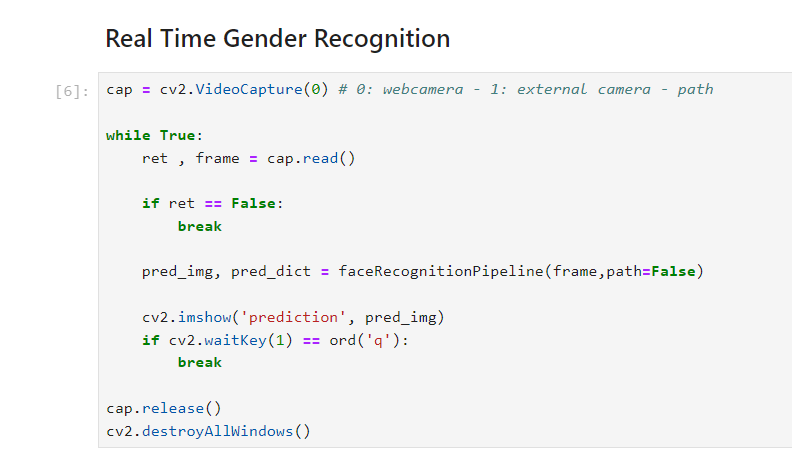 Real Time Gender Recognition
[6]: cap = cv2.VideoCapture(0) # 0: webcamera - 1: external camera - path
while True:
    ret , frame = cap.read()
    if ret == False:
        break
    pred_img, pred_dict = faceRecognitionPipeline(frame,path=False)
    cv2.imshow('prediction', pred_img)
    if cv2.waitKey(1) == ord('q'):
        break
cap.release()
cv2.destroyAllWindows()